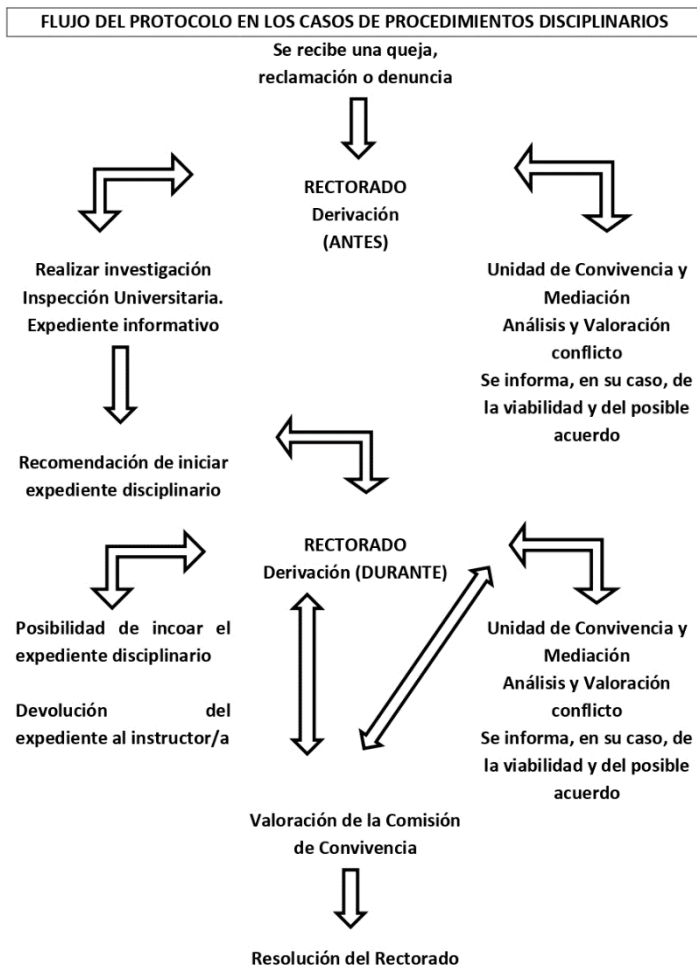 FLUJO DEL PROTOCOLO EN LOS CASOS DE PROCEDIMIENTOS DISCIPLINARIOS
Se recibe una queja,
reclamación o denuncia
RECTORADO
Derivación
(ANTES)
Realizar investigación
Inspección Universitaria.
Expediente informativo
Unidad de Convivencia y
Mediación
Análisis y Valoración
conflicto
Se informa, en su caso, de
la viabilidad y del posible
acuerdo
Recomendación de iniciar
expediente disciplinario
RECTORADO
Derivación (DURANTE)
Posibilidad de incoar el
expediente disciplinario
Devolución del
expediente al instructor/a
Unidad de Convivencia y
Mediación
Análisis y Valoración
conflicto
Se informa, en su caso, de
la viabilidad y del posible
acuerdo
Valoración de la Comisión
de Convivencia
Resolución del Rectorado